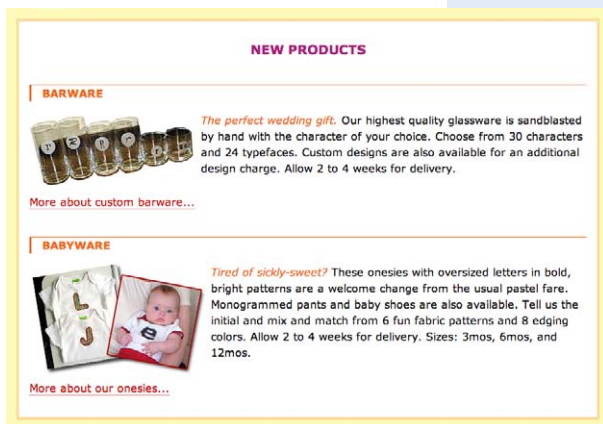 NEW PRODUCTS
BARWARE
The perfect wedding gift. Our highest quality glassware is sandblasted
by hand with the character of your choice. Choose from 30 characters
and 24 typefaces. Custom designs are also available for an additional
design charge. Allow 2 to 4 weeks for delivery.
More about custom barware...
BABYWARE
Tired of sickly-sweet? These onesies with oversized letters in bold,
bright patterns are a welcome change from the usual pastel fare.
Monogrammed pants and baby shoes are also available. Tell us the
initial and mix and match from 6 fun fabric patterns and 8 edging
colors. Allow 2 to 4 weeks for delivery. Sizes: 3mos, 6mos, and
12mos.
L
J
e
More about our onesies...